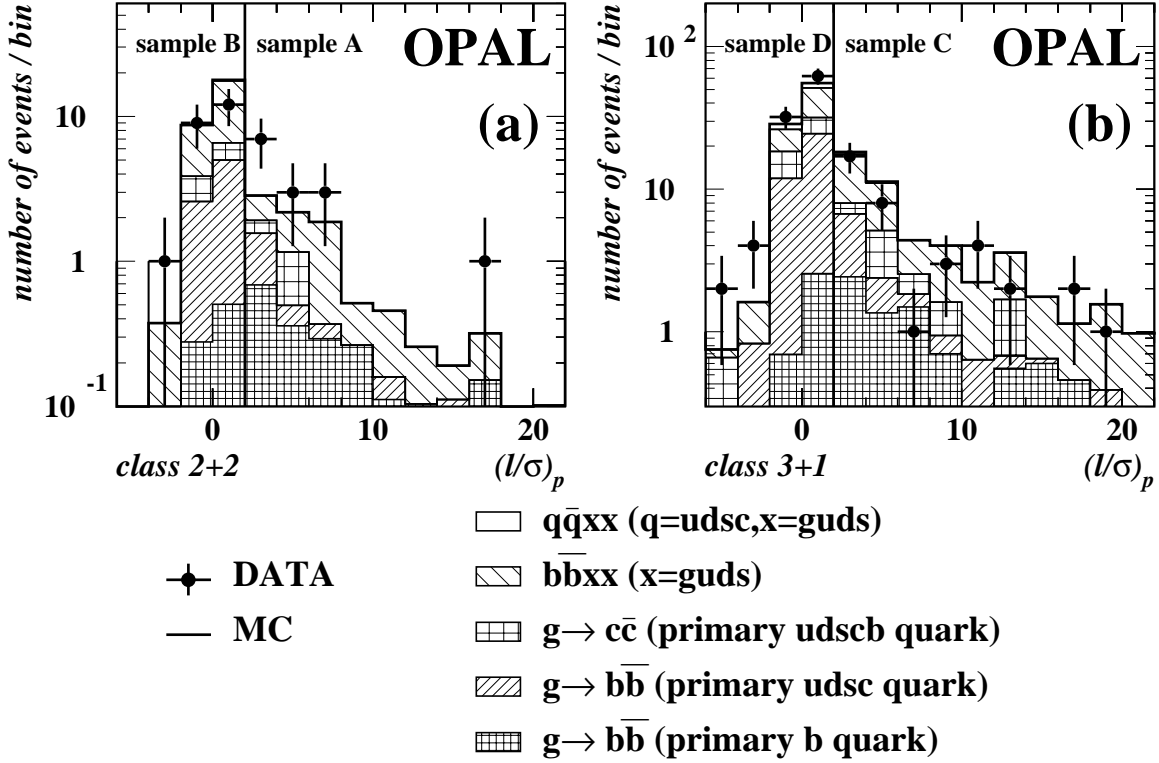 number of events / bin
sample B
sample A
OPAL
(a)
10
1
10 -1
0
10
20
class 2+2
(l/σ)p
number of events / bin
sample D
sample C
OPAL
(b)
10 2
10
1
0
10
20
class 3+1
(l/σ)p
DATA
MC
qq̄xx (q=udsc,x=guds)
bb̄xx (x=guds)
g→ cc̄ (primary udscb quark)
g→ bb̄ (primary udsc quark)
g→ bb̄ (primary b quark)